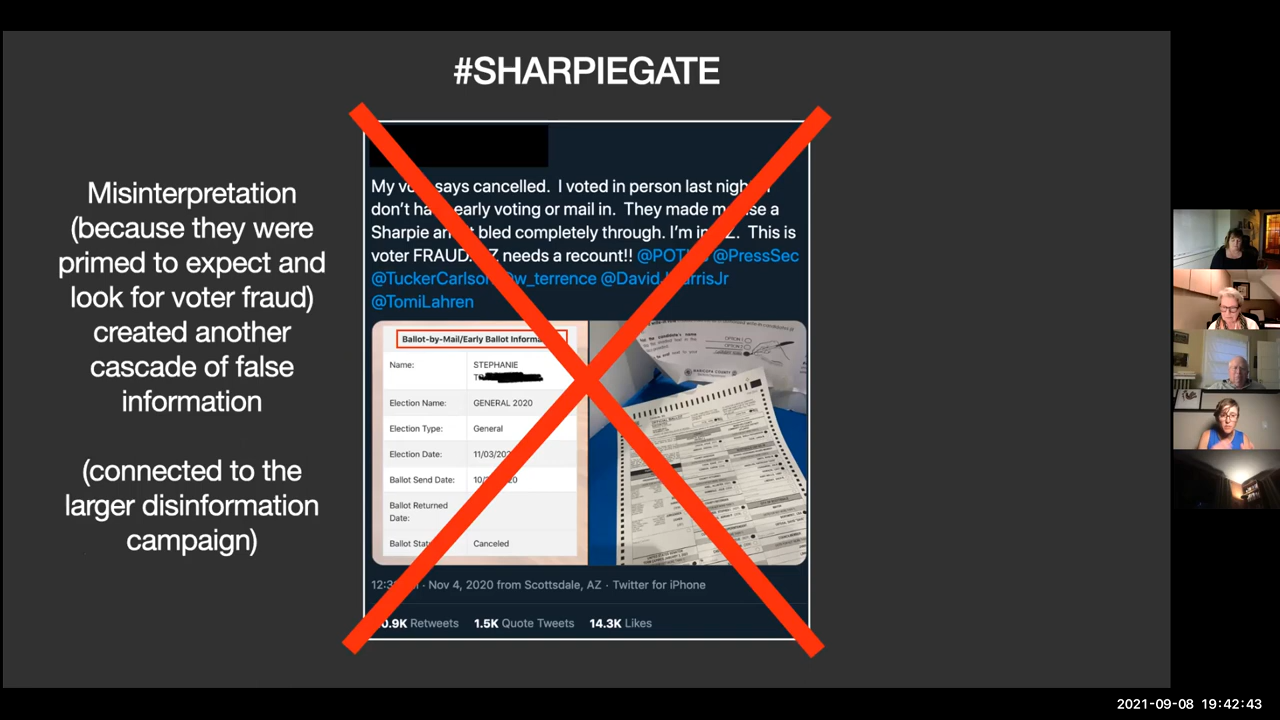 #SHARPIEGATE
Misinterpretation
(because they were
primed to expect and
look for voter fraud)
created another
cascade of false
information
(connected to the
larger disinformation
campaign)
My says cancelled. I voted in person last
don't early voting or mail in. They made a
Sharpie bled completely through. I'm in This is
voter FRAUD. needs a recount!! @PressSec
@TuckerCarlson @w_terrence
@TomiLahren
Ballot-by-Mail/Early Ballot
Name: STEPHANIE
Election Name: GENERAL 2020
Election Type: General
Election Date:
Ballot Send Date:
Ballot Returned
Date:
Canceled
MARICOPA COUNTY
Nov 4, 2020 from Scottsdale, AZ · Twitter for iPhone
Retweets 1.5K Quote Tweets 14.3K Likes
2021-09-08 19:42:43